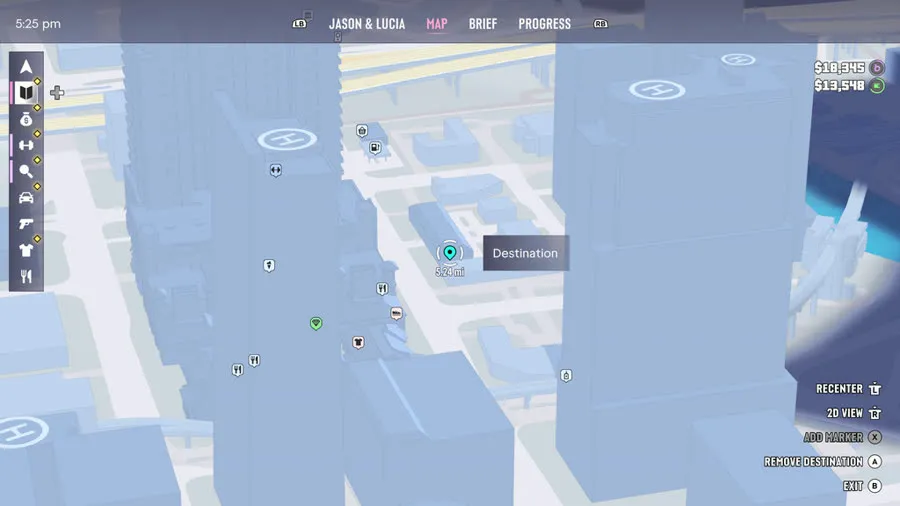 5:25 pm
LB
JASON & LUCIA
MAP
BRIEF
PROGRESS
RB
$18,345
$13,548
H
H
H
H
Destination
5.24 mi
RECENTER L
2D VIEW R
ADD MARKER X
REMOVE DESTINATION A
EXIT B